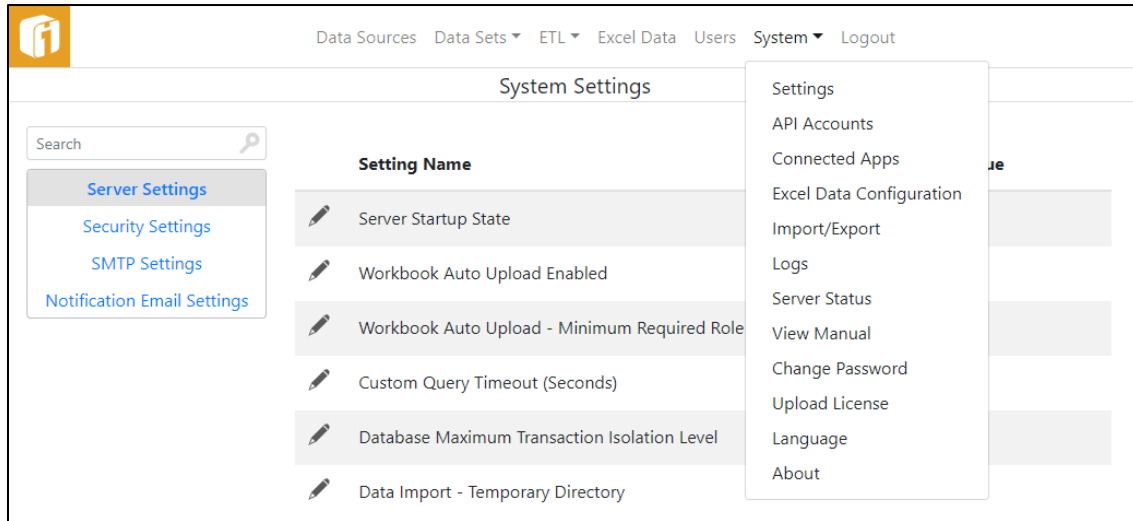 Data Sources Data Sets ETL Excel Data Users System Logout
System Settings
Search
Server Settings
Security Settings
SMTP Settings
Notification Email Settings
Setting Name
Server Startup State
Workbook Auto Upload Enabled
Workbook Auto Upload - Minimum Required Role
Custom Query Timeout (Seconds)
Database Maximum Transaction Isolation Level
Data Import - Temporary Directory
Settings
API Accounts
Connected Apps
Excel Data Configuration
Import/Export
Logs
Server Status
View Manual
Change Password
Upload License
Language
About